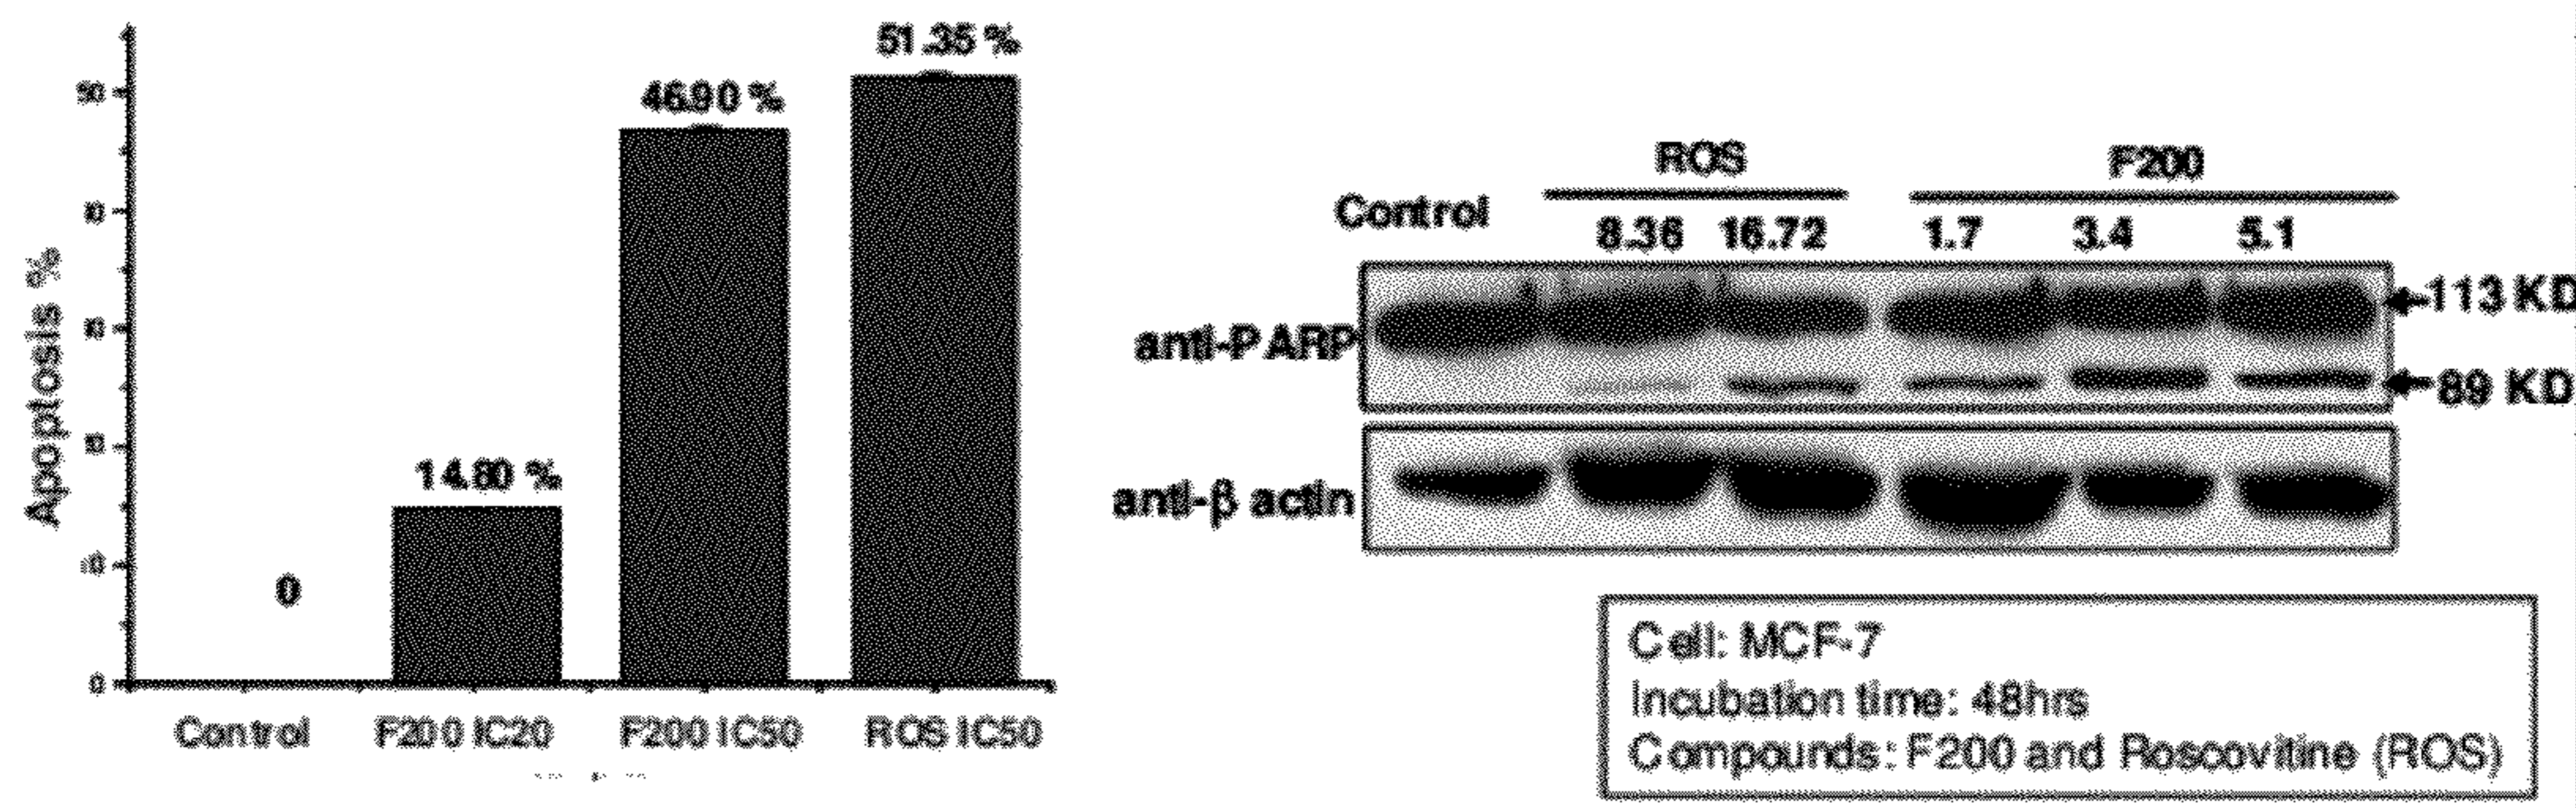 51.35 %
46.90 %
14.80 %
0
50
0
Apoptosis %
Control
F200 IC20
F200 IC50
ROS IC50
ROS
F200
Control
8.36
16.72
1.7
3.4
5.1
anti-PARP
113 KD
89 KD
anti-β actin
Cell: MCF-7
Incubation time: 48hrs
Compounds: F200 and Roscovitine (ROS)